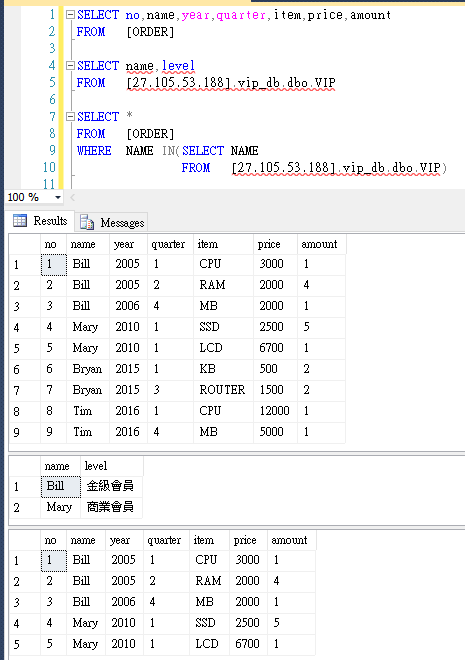 1 SELECT no,name,year,quarter,item,price,amount
2 FROM [ORDER]
3
4 SELECT name,level
5 FROM [27.105.53.188].vip_db.dbo.VIP
6
7 SELECT *
8 FROM [ORDER]
9 WHERE NAME IN(SELECT NAME
10 FROM [27.105.53.188].vip_db.dbo.VIP)
11
100 %
Results Messages
no name year quarter item price amount
1 1 Bill 2005 1 CPU 3000 1
2 2 Bill 2005 2 RAM 2000 4
3 3 Bill 2006 4 MB 2000 1
4 4 Mary 2010 1 SSD 2500 5
5 5 Mary 2010 1 LCD 6700 1
6 6 Bryan 2015 1 KB 500 2
7 7 Bryan 2015 3 ROUTER 1500 2
8 8 Tim 2016 1 CPU 12000 1
9 9 Tim 2016 4 MB 5000 1
name level
1 Bill 金級會員
2 Mary 商業會員
no name year quarter item price amount
1 1 Bill 2005 1 CPU 3000 1
2 2 Bill 2005 2 RAM 2000 4
3 3 Bill 2006 4 MB 2000 1
4 4 Mary 2010 1 SSD 2500 5
5 5 Mary 2010 1 LCD 6700 1